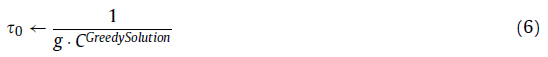 τ₀ ← 1 / (g · C^{GreedySolution}) (6)